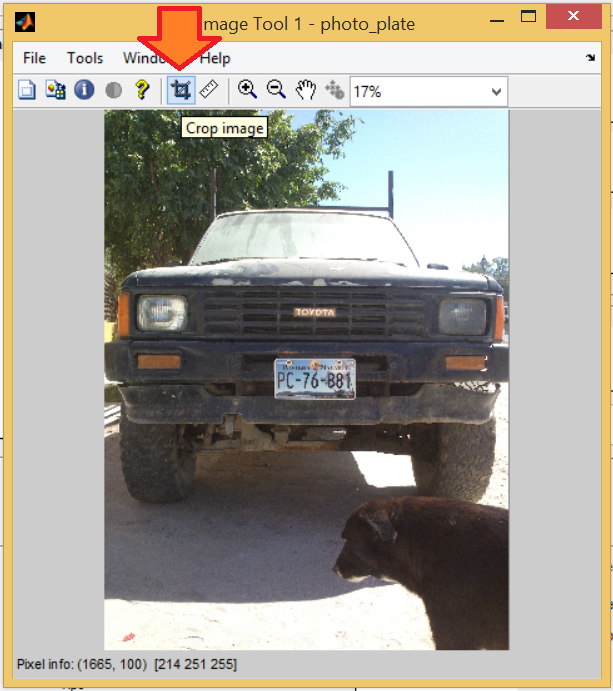 Image Tool 1 - photo_plate
File Tools Window Help
17%
Crop image
TOYOTA
PC-76-B81
Pixel info: (1665, 100) [214 251 255]